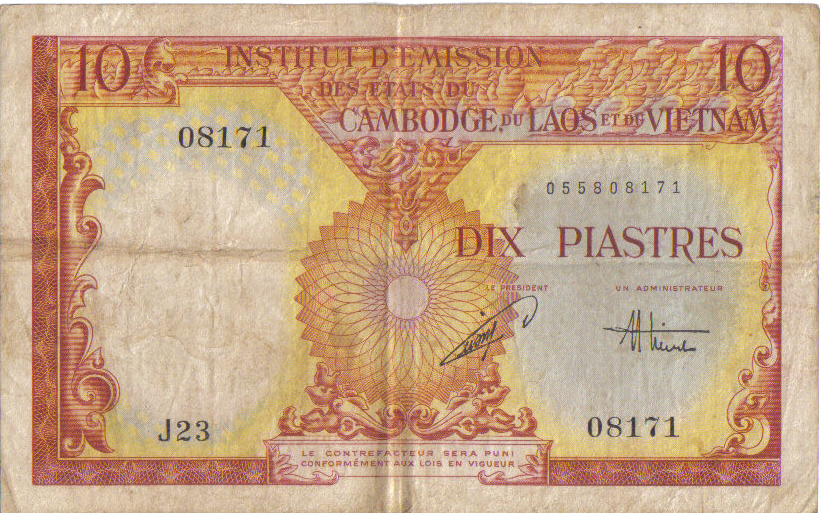 10 INSTITUT D'EMISSION 10
DES ETATS DU
CAMBODGE, DU LAOS ET DU VIETNAM
08171
055808171
DIX PIASTRES
LE PRESIDENT UN ADMINISTRATEUR
J23
08171
LE CONTREFACTEUR SERA PUNI
CONFORMÉMENT AUX LOIS EN VIGUEUR